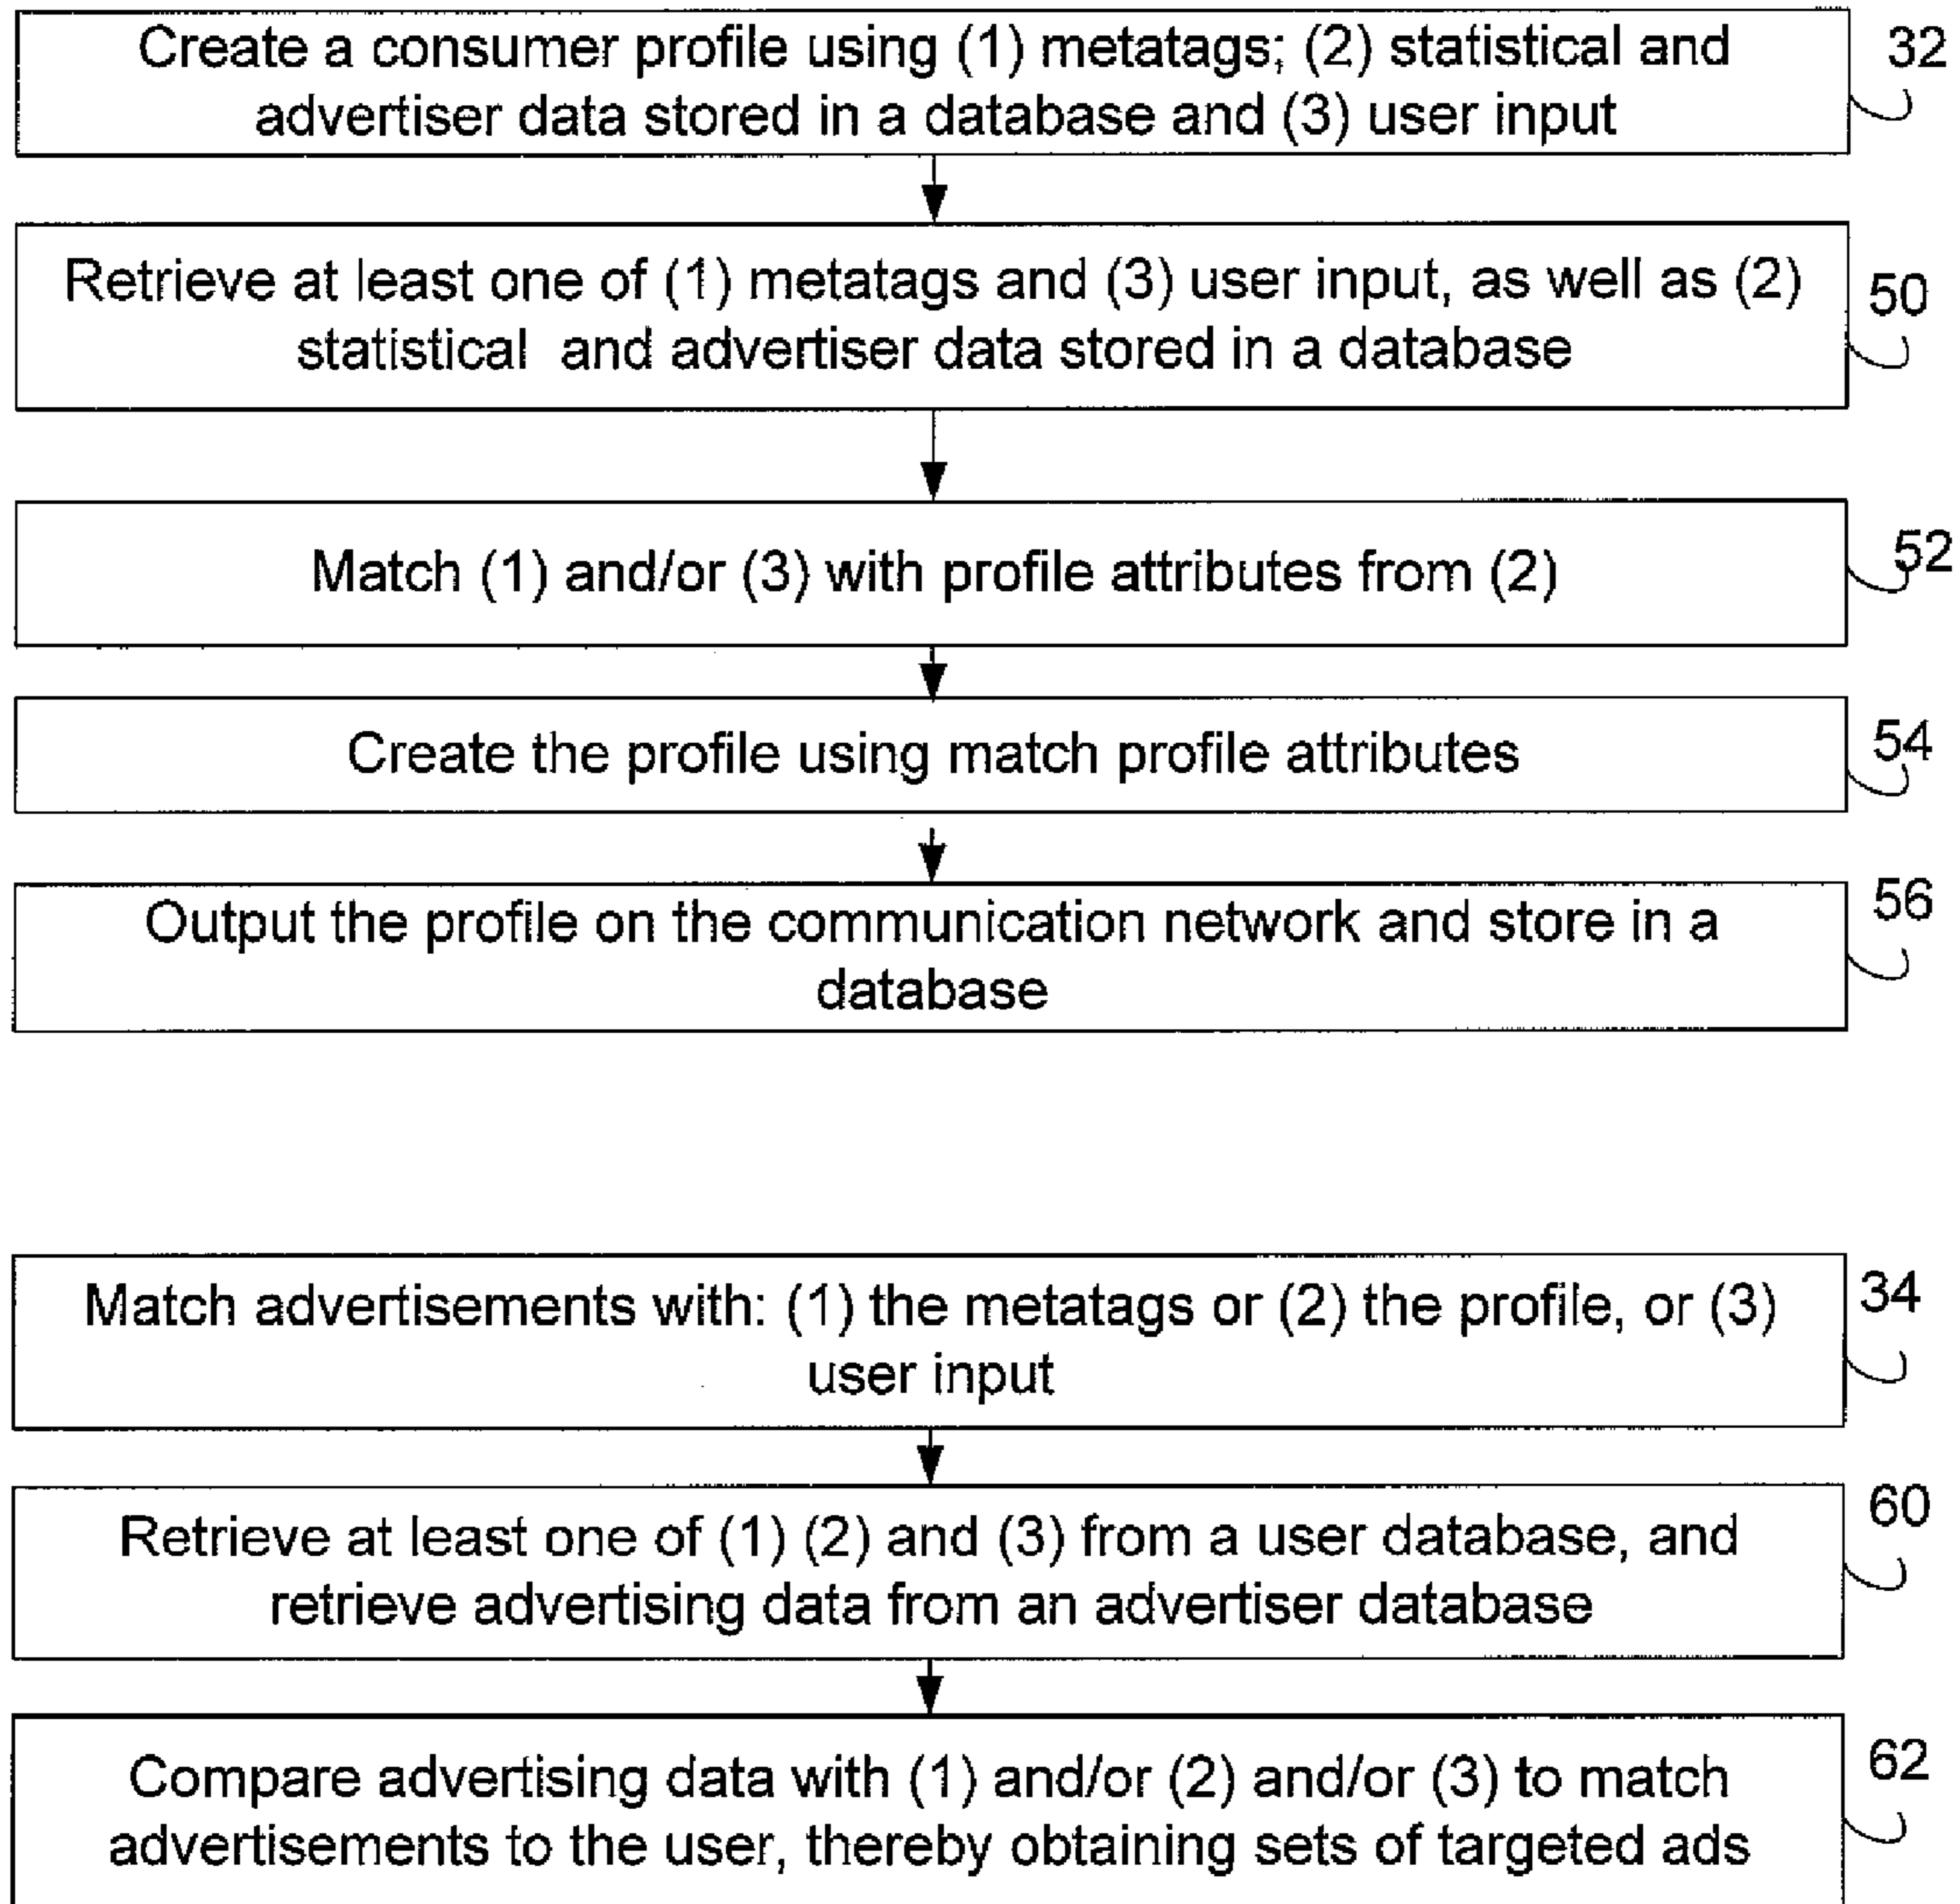 Create a consumer profile using (1) metatags; (2) statistical and
advertiser data stored in a database and (3) user input
32
Retrieve at least one of (1) metatags and (3) user input, as well as (2)
statistical and advertiser data stored in a database
50
Match (1) and/or (3) with profile attributes from (2)
52
Create the profile using match profile attributes
54
Output the profile on the communication network and store in a
database
56
Match advertisements with: (1) the metatags or (2) the profile, or (3)
user input
34
Retrieve at least one of (1) (2) and (3) from a user database, and
retrieve advertising data from an advertiser database
60
Compare advertising data with (1) and/or (2) and/or (3) to match
advertisements to the user, thereby obtaining sets of targeted ads
62